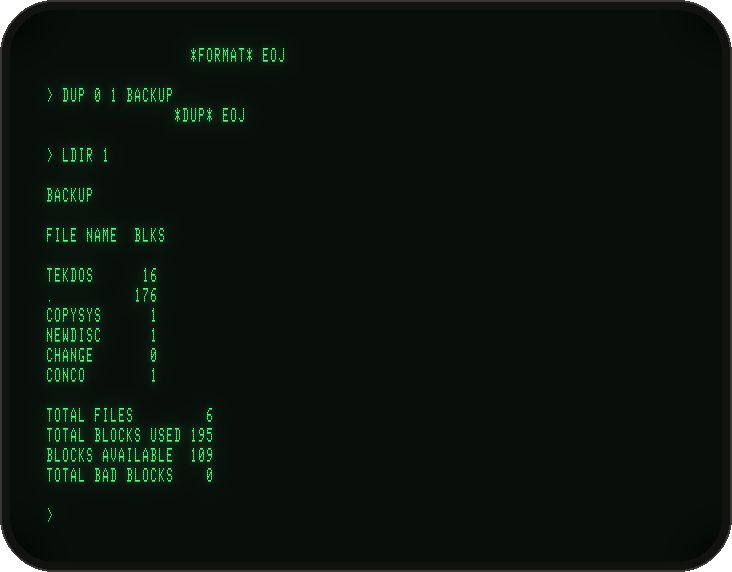 *FORMAT* EOJ
> DUP 0 1 BACKUP
*DUP* EOJ
> LDIR 1
BACKUP
FILE NAME  BLKS
TEKDOS      16
.          176
COPYSYS      1
NEWDISC      1
CHANGE       0
CONCO        1
TOTAL FILES         6
TOTAL BLOCKS USED 195
BLOCKS AVAILABLE  109
TOTAL BAD BLOCKS    0
>